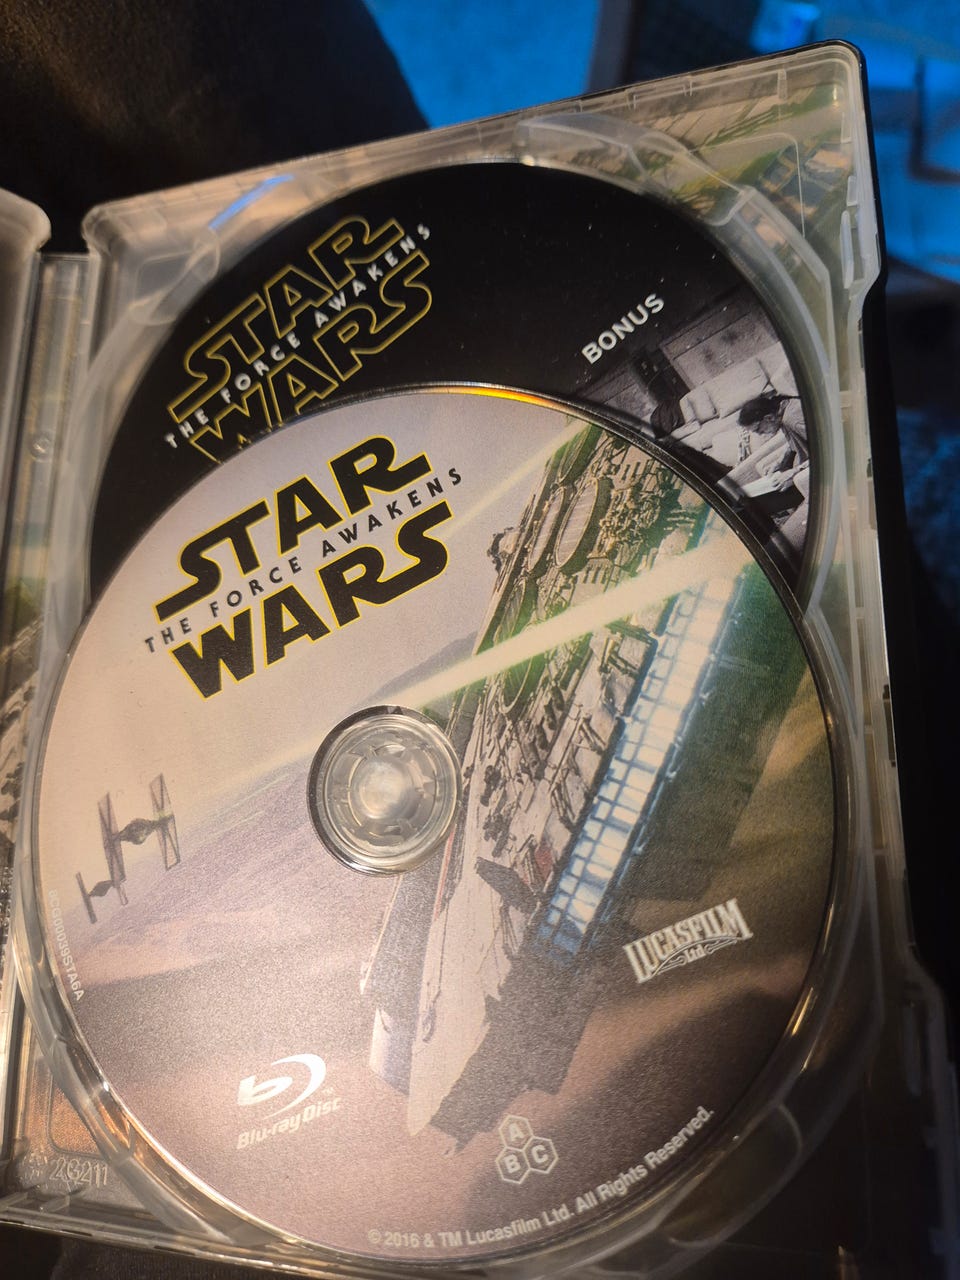 STAR
THE FORCE AWAKENS
WARS
BONUS
STAR
THE FORCE AWAKENS
WARS
LUCASFILM
Ltd
Blu-ray Disc
A
B C
© 2016 & TM Lucasfilm Ltd. All Rights Reserved.